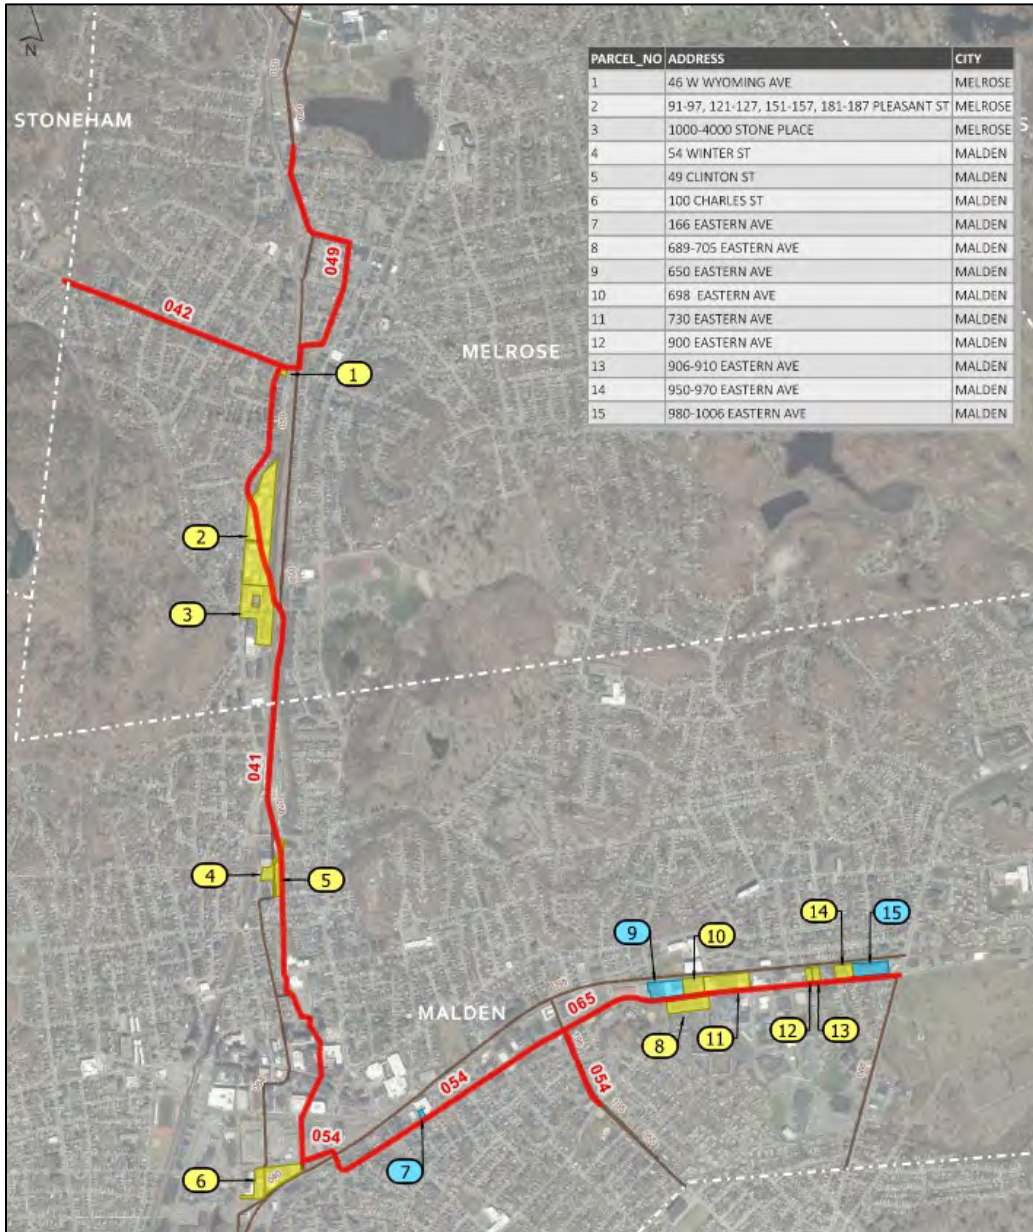 N
STONEHAM
PARCEL_NO ADDRESS CITY
1 46 W WYOMING AVE MELROSE
2 91-97, 121-127, 151-157, 181-187 PLEASANT ST MELROSE
3 1000-4000 STONE PLACE MELROSE
4 54 WINTER ST MALDEN
5 49 CLINTON ST MALDEN
6 100 CHARLES ST MALDEN
7 166 EASTERN AVE MALDEN
8 689-705 EASTERN AVE MALDEN
9 650 EASTERN AVE MALDEN
10 698 EASTERN AVE MALDEN
11 730 EASTERN AVE MALDEN
12 900 EASTERN AVE MALDEN
13 906-910 EASTERN AVE MALDEN
14 950-970 EASTERN AVE MALDEN
15 980-1006 EASTERN AVE MALDEN
S
049
042
MELROSE
1
2
3
041
4
5
14
15
9
10
MALDEN
065
8
11
12
13
054
054
054
6
040
7